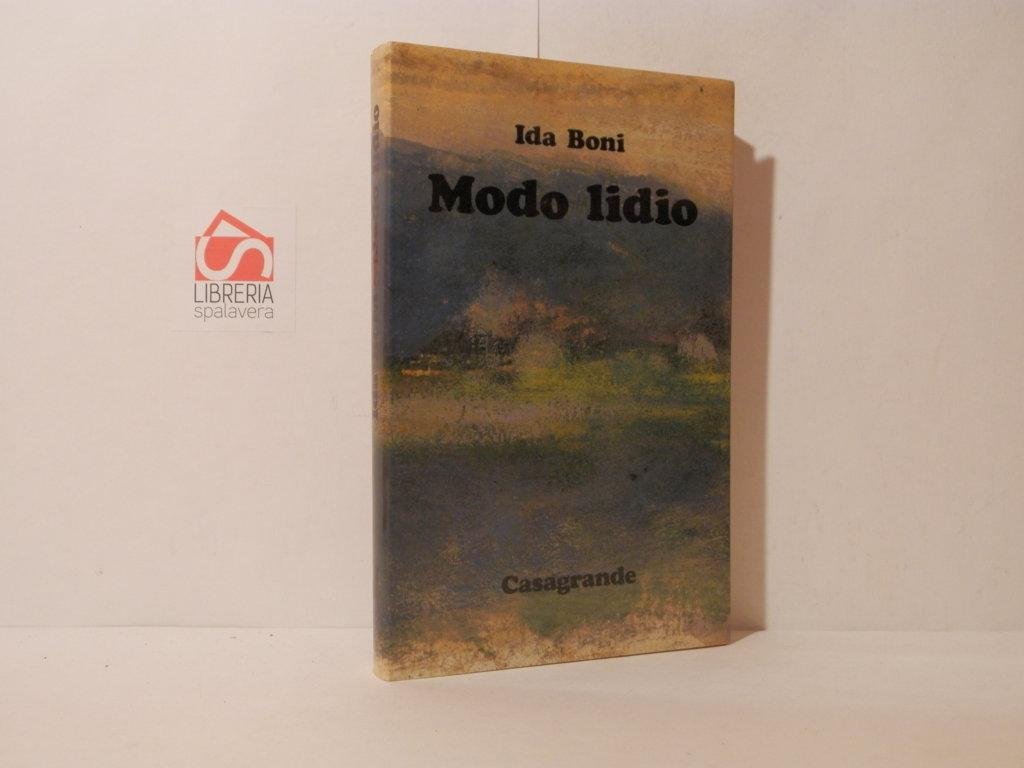 LIBRERIA
spalavera
Ida Boni
Modo lidio
Casagrande